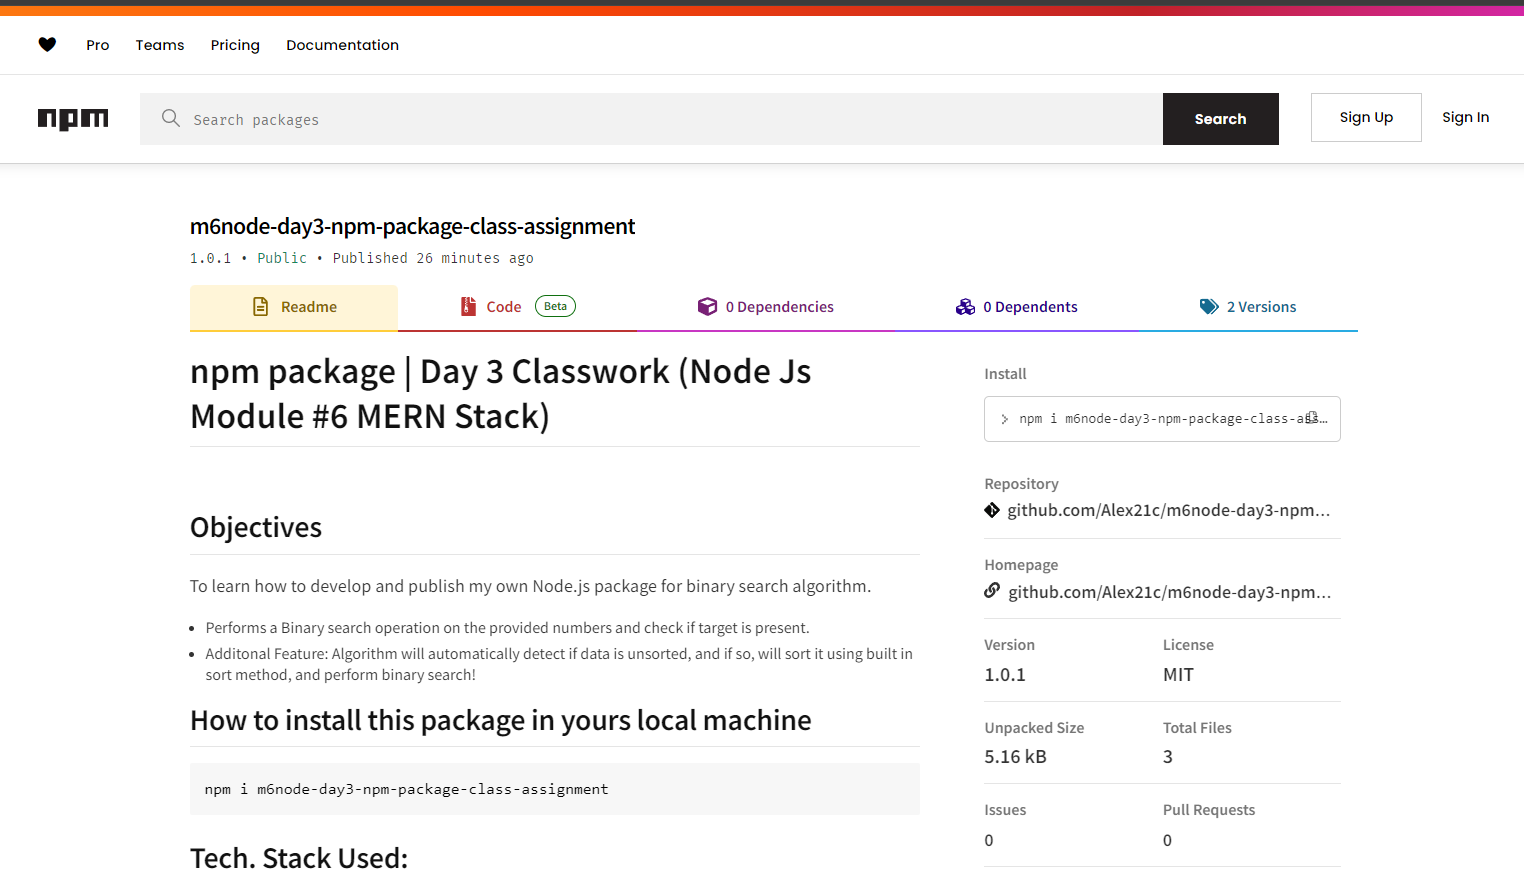 Pro Teams Pricing Documentation
npm Search packages Search Sign Up Sign In
m6node-day3-npm-package-class-assignment
1.0.1 • Public • Published 26 minutes ago
Readme Code Beta 0 Dependencies 0 Dependents 2 Versions
npm package | Day 3 Classwork (Node Js
Module #6 MERN Stack)
Objectives
To learn how to develop and publish my own Node.js package for binary search algorithm.
• Performs a Binary search operation on the provided numbers and check if target is present.
• Additonal Feature: Algorithm will automatically detect if data is unsorted, and if so, will sort it using built in
sort method, and perform binary search!
How to install this package in yours local machine
npm i m6node-day3-npm-package-class-assignment
Tech. Stack Used:
Install
npm i m6node-day3-npm-package-class-ass…
Repository
github.com/Alex21c/m6node-day3-npm...
Homepage
github.com/Alex21c/m6node-day3-npm...
Version License
1.0.1 MIT
Unpacked Size Total Files
5.16 kB 3
Issues Pull Requests
0 0